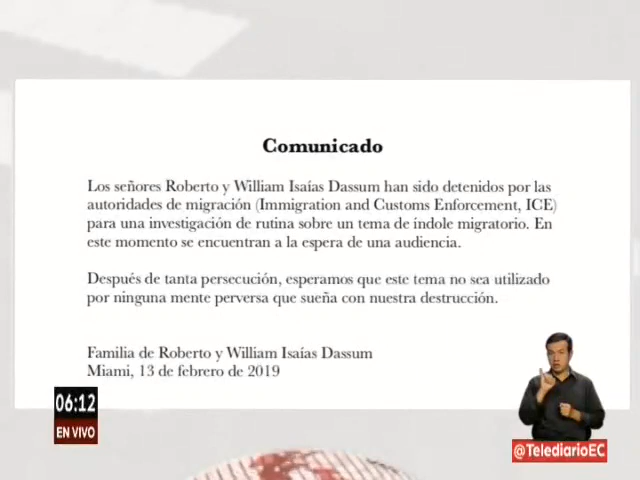 Comunicado
Los señores Roberto y William Isaías Dassum han sido detenidos por las
autoridades de migración (Immigration and Customs Enforcement, ICE)
para una investigación de rutina sobre un tema de índole migratorio. En
este momento se encuentran a la espera de una audiencia.
Después de tanta persecución, esperamos que este tema no sea utilizado
por ninguna mente perversa que sueña con nuestra destrucción.
Familia de Roberto y William Isaías Dassum
Miami, 13 de febrero de 2019
06:12
EN VIVO
@TelediarioEC